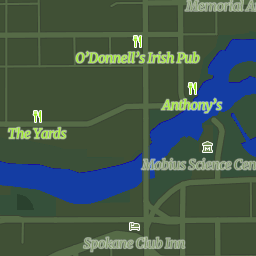 Memorial A
O'Donnell's Irish Pub
Anthony's
The Yards
Mobius Science Cen
Spokane Club Inn